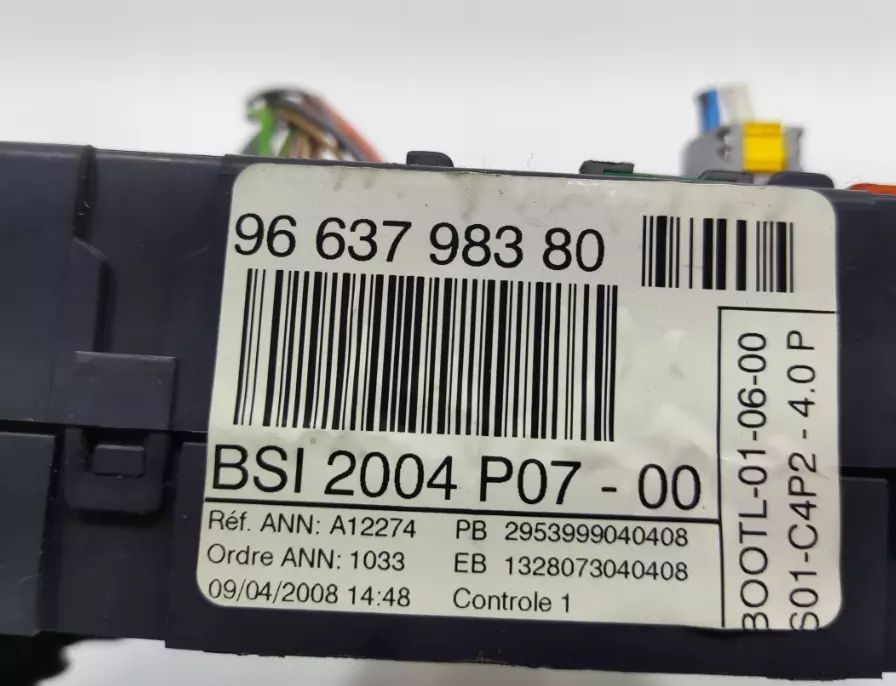 96 637 983 80
BSI 2004 P07 - 00
Réf. ANN: A12274 PB 2953999040408
Ordre ANN: 1033 EB 1328073040408
09/04/2008 14:48 Controle 1
BOOTL-01-06-00
S01-C4P2 - 4.0 P